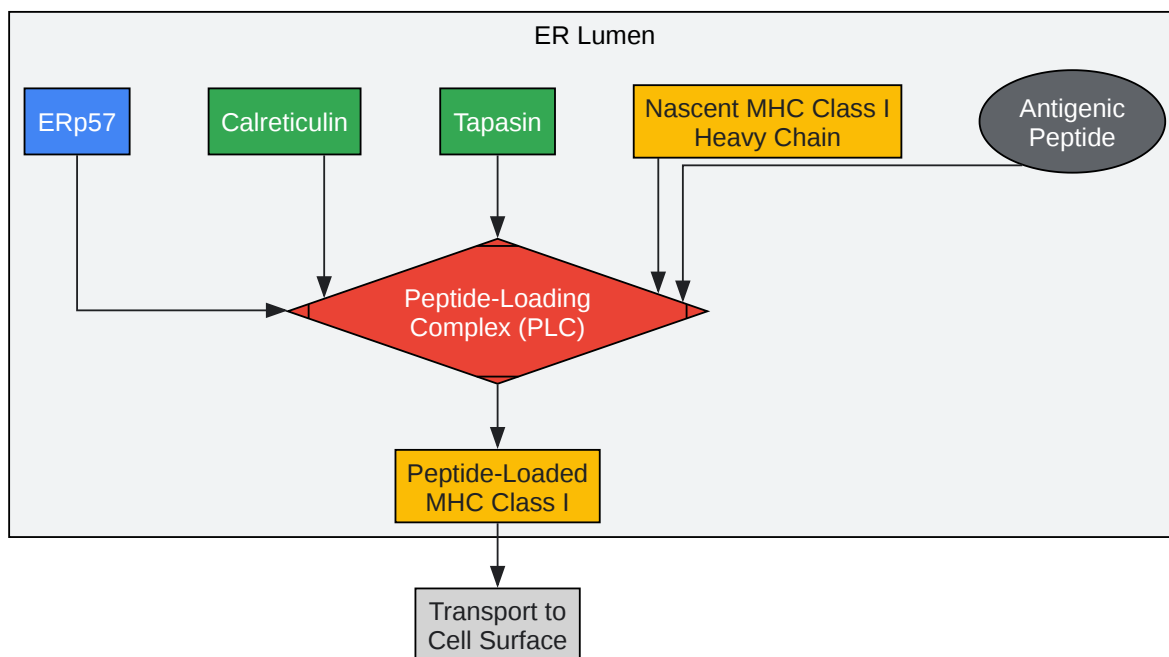 ER Lumen
ERp57
Calreticulin
Tapasin
Nascent MHC Class I
Heavy Chain
Antigenic
Peptide
Peptide-Loading
Complex (PLC)
Peptide-Loaded
MHC Class I
Transport to
Cell Surface